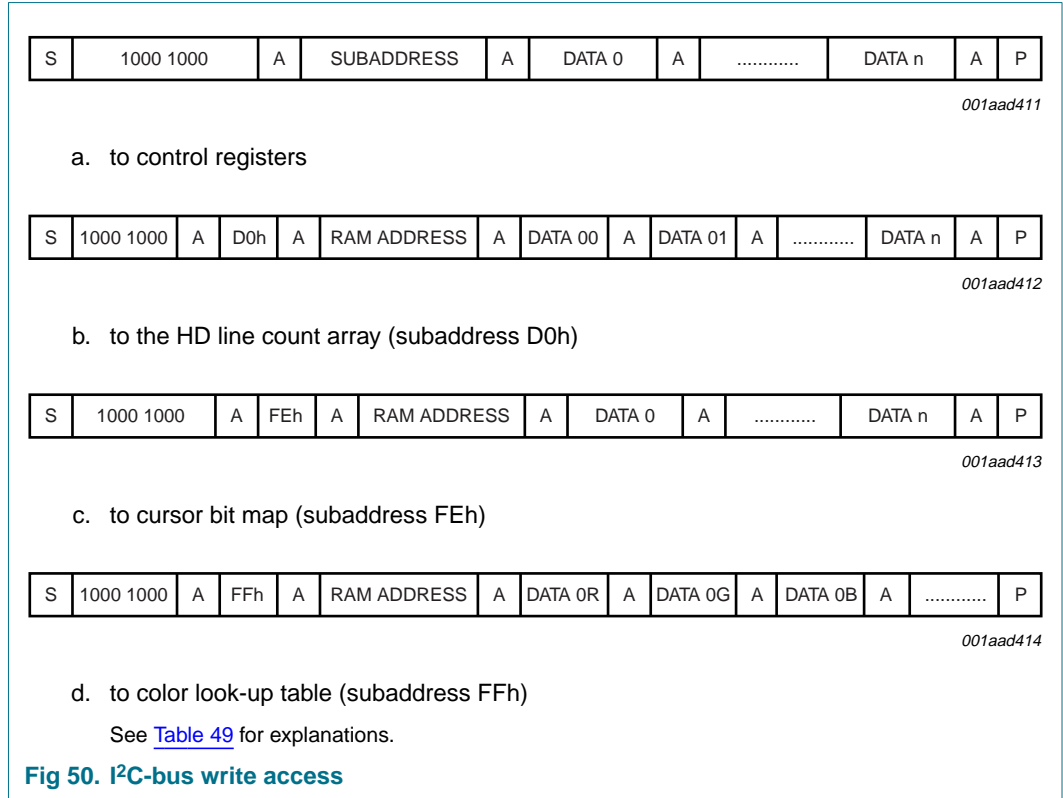 S 1000 1000 A SUBADDRESS A DATA 0 A ............ DATA n A P
001aad411
a. to control registers
S 1000 1000 A D0h A RAM ADDRESS A DATA 00 A DATA 01 A ............ DATA n A P
001aad412
b. to the HD line count array (subaddress D0h)
S 1000 1000 A FEh A RAM ADDRESS A DATA 0 A ............ DATA n A P
001aad413
c. to cursor bit map (subaddress FEh)
S 1000 1000 A FFh A RAM ADDRESS A DATA 0R A DATA 0G A DATA 0B A ............ P
001aad414
d. to color look-up table (subaddress FFh)
See Table 49 for explanations.
Fig 50. I²C-bus write access